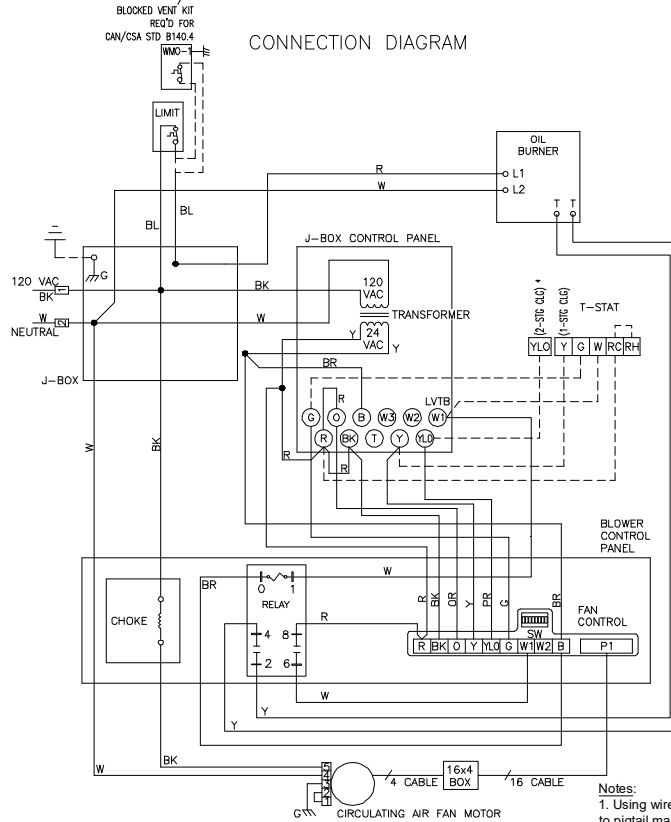 BLOCKED VENT KIT
REQ'D FOR
CAN/CSA STD B140.4
WMO-1
CONNECTION DIAGRAM
LIMIT
OIL
BURNER
L1
L2
T T
R
W
BL
BL
J-BOX CONTROL PANEL
G
120 VAC
BK
1
W
2
NEUTRAL
J-BOX
BK
W
120
VAC
TRANSFORMER
24
VAC
Y
Y
BR
(2-STG CLG) *
(1-STG CLG)
T-STAT
YLO Y G W RC RH
LVTB
R
G O B W3 W2 W1
R BK T Y YLO
R
R
W
BK
BLOWER
CONTROL
PANEL
BR
W
0 1
RELAY
4 8
2 6
R
CHOKE
R BK OR Y PR G BR
FAN
CONTROL
SW
R BK O Y YLO G W1 W2 B P1
W
Y
Y
W
BK
5
4
3
2
1
G
4 CABLE
16x4
BOX
16 CABLE
CIRCULATING AIR FAN MOTOR
Notes:
1. Using wire
to pigtail ma